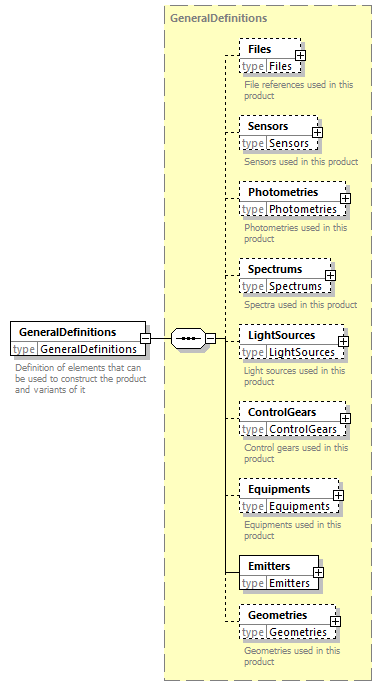 GeneralDefinitions
Files
type Files
File references used in this
product
Sensors
type Sensors
Sensors used in this product
Photometries
type Photometries
Photometries used in this
product
Spectrums
type Spectrums
Spectra used in this product
GeneralDefinitions
type GeneralDefinitions
Definition of elements that can
be used to construct the product
and variants of it
LightSources
type LightSources
Light sources used in this
product
ControlGears
type ControlGears
Control gears used in this
product
Equipments
type Equipments
Equipments used in this
product
Emitters
type Emitters
Geometries
type Geometries
Geometries used in this
product